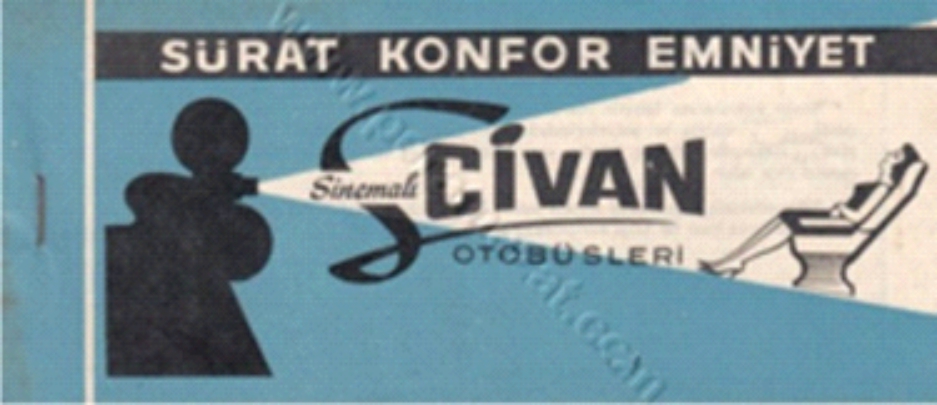 SÜRAT KONFOR EMNİYET
Sinemalı
CİVAN
OTOBÜSLERİ